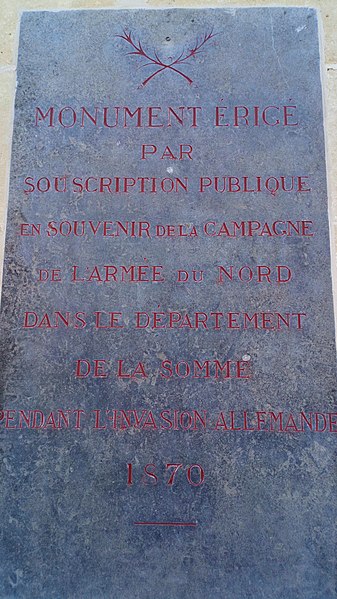 MONUMENT ÉRIGÉ
PAR
SOUSCRIPTION PUBLIQUE
EN SOUVENIR DE LA CAMPAGNE
DE L'ARMÉE DU NORD
DANS LE DÉPARTEMENT
DE LA SOMME
PENDANT L'INVASION ALLEMANDE
1870